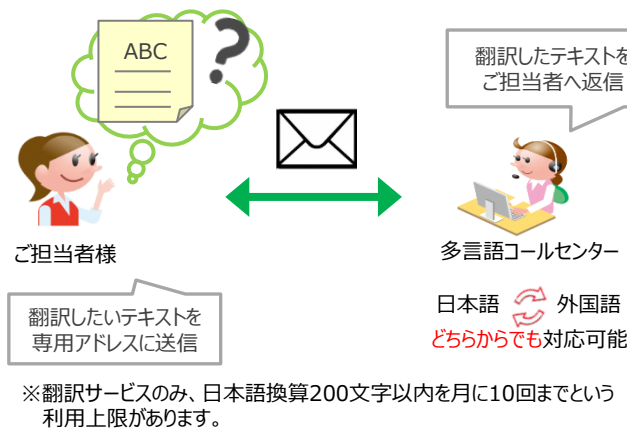 ABC
翻訳したテキストを
ご担当者へ返信
ご担当者様
多言語コールセンター
翻訳したいテキストを
専用アドレスに送信
日本語 外国語
どちらからでも対応可能
※翻訳サービスのみ、日本語換算200文字以内を月に10回までという
利用上限があります。